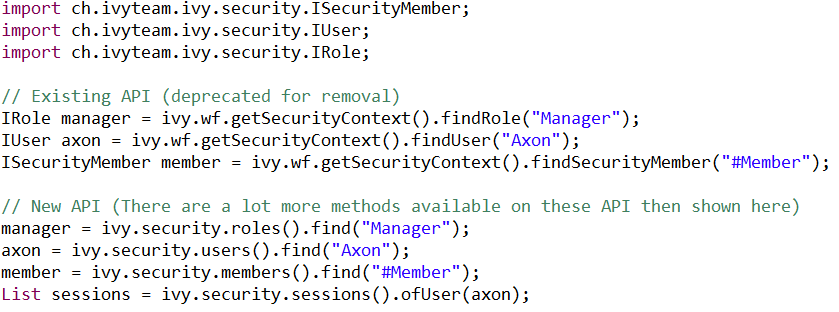 import ch.ivyteam.ivy.security.ISecurityMember;
import ch.ivyteam.ivy.security.IUser;
import ch.ivyteam.ivy.security.IRole;

// Existing API (deprecated for removal)
IRole manager = ivy.wf.getSecurityContext().findRole("Manager");
IUser axon = ivy.wf.getSecurityContext().findUser("Axon");
ISecurityMember member = ivy.wf.getSecurityContext().findSecurityMember("#Member");

// New API (There are a lot more methods available on these API then shown here)
manager = ivy.security.roles().find("Manager");
axon = ivy.security.users().find("Axon");
member = ivy.security.members().find("#Member");
List sessions = ivy.security.sessions().ofUser(axon);